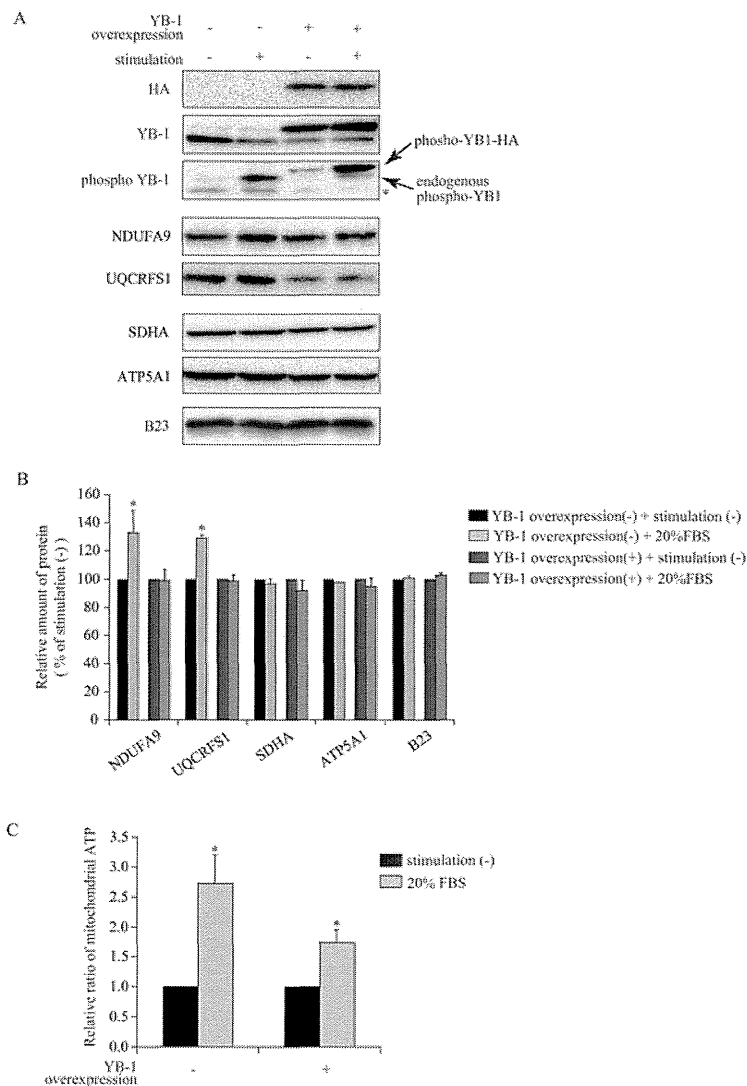 A
YB-1 overexpression - - + +
stimulation - + - +
HA
YB-1
phospho YB-1
phosho-YB1-HA
endogenous
phospho-YB1
*
NDUFA9
UQCRFS1
SDHA
ATP5A1
B23
B
Relative amount of protein
( % of stimulation (-) )
160
140
120
100
80
60
40
20
0
* *
NDUFA9 UQCRFS1 SDHA ATP5A1 B23
YB-1 overexpression(-) + stimulation (-)
YB-1 overexpression(-) + 20%FBS
YB-1 overexpression(+) + stimulation (-)
YB-1 overexpression(+) + 20%FBS
C
Relative ratio of mitochondrial ATP
3.5
3.0
2.5
2.0
1.5
1.0
0.5
0.0
* *
stimulation (-)
20% FBS
YB-1 overexpression - +